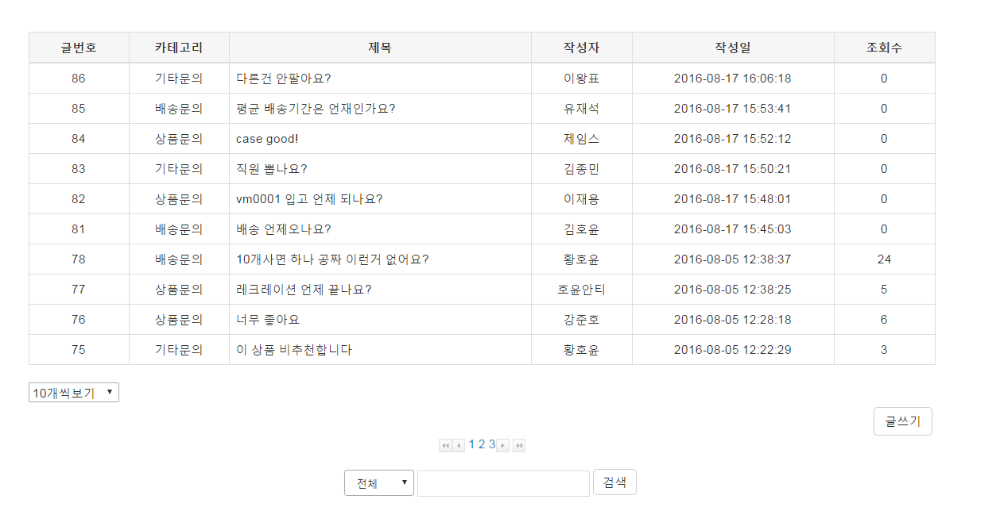 글번호 카테고리 제목 작성자 작성일 조회수
86 기타문의 다른건 안팔아요? 이왕표 2016-08-17 16:06:18 0
85 배송문의 평균 배송기간은 언재인가요? 유재석 2016-08-17 15:53:41 0
84 상품문의 case good! 제임스 2016-08-17 15:52:12 0
83 기타문의 직원 뽑나요? 김종민 2016-08-17 15:50:21 0
82 상품문의 vm0001 입고 언제 되나요? 이재용 2016-08-17 15:48:01 0
81 배송문의 배송 언제오나요? 김호윤 2016-08-17 15:45:03 0
78 배송문의 10개사면 하나 공짜 이런거 없어요? 황호윤 2016-08-05 12:38:37 24
77 상품문의 레크레이션 언제 끝나요? 호윤안티 2016-08-05 12:38:25 5
76 상품문의 너무 좋아요 강준호 2016-08-05 12:28:18 6
75 기타문의 이 상품 비추천합니다 황호윤 2016-08-05 12:22:29 3
10개씩보기
글쓰기
1 2 3
전체 검색